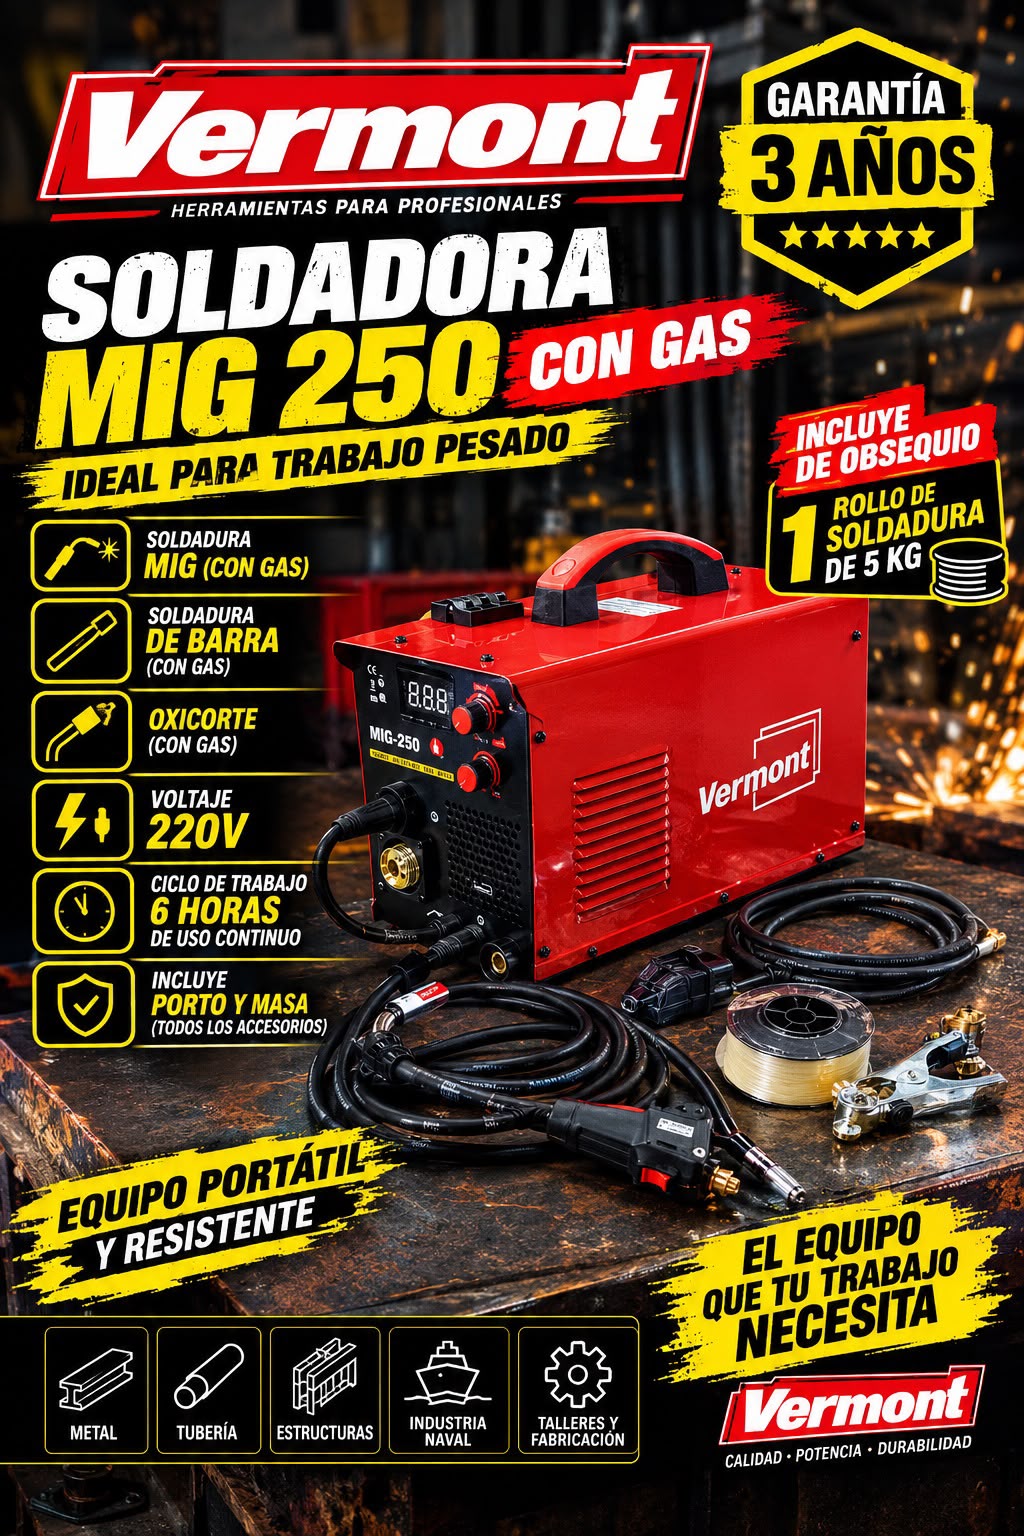 Vermont
HERRAMIENTAS PARA PROFESIONALES
GARANTÍA
3 AÑOS
SOLDADORA
MIG 250
CON GAS
IDEAL PARA TRABAJO PESADO
INCLUYE
DE OBSEQUIO
1 ROLLO DE
SOLDADURA
DE 5 KG
SOLDADURA
MIG (CON GAS)
SOLDADURA
DE BARRA
(CON GAS)
OXICORTE
(CON GAS)
VOLTAJE
220V
CICLO DE TRABAJO
6 HORAS
DE USO CONTINUO
INCLUYE
PORTO Y MASA
(TODOS LOS ACCESORIOS)
CE
8.8.8
MIG-250
Vermont
EQUIPO PORTÁTIL
Y RESISTENTE
EL EQUIPO
QUE TU TRABAJO
NECESITA
METAL
TUBERÍA
ESTRUCTURAS
INDUSTRIA
NAVAL
TALLERES Y
FABRICACIÓN
Vermont
CALIDAD · POTENCIA · DURABILIDAD